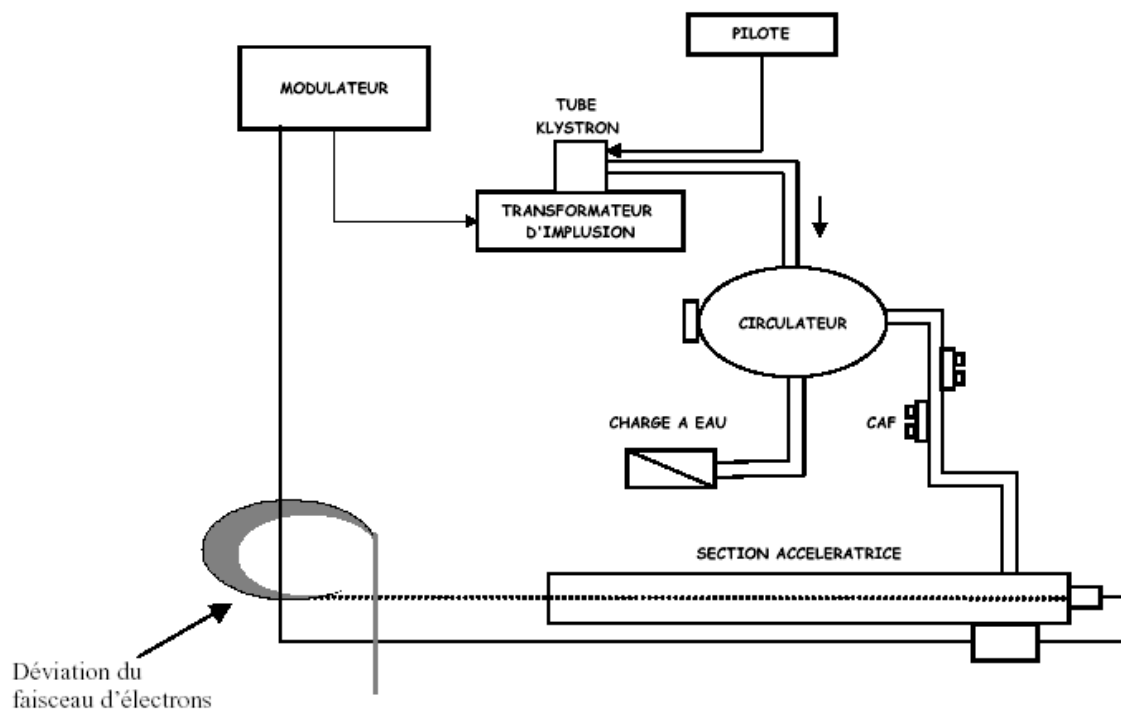 PILOTE
MODULATEUR
TUBE
KLYSTRON
TRANSFORMATEUR
D'IMPLUSION
CIRCULATEUR
CHARGE A EAU
CAF
SECTION ACCELERATRICE
Déviation du
faisceau d'électrons